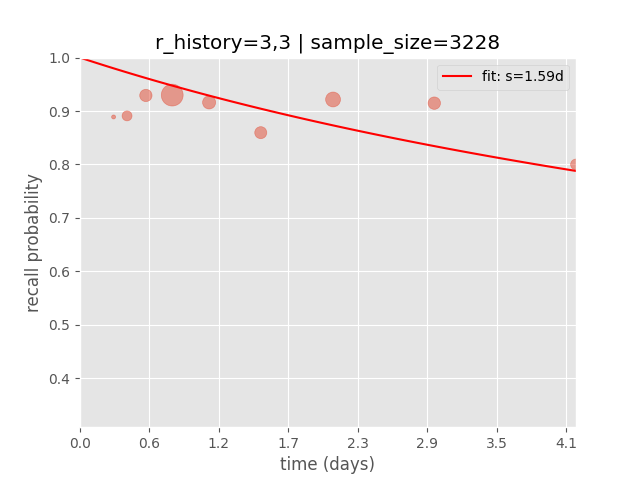 r_history=3,3 | sample_size=3228
fit: s=1.59d
1.0
0.9
0.8
0.7
0.6
0.5
0.4
recall probability
0.0 0.6 1.2 1.7 2.3 2.9 3.5 4.1
time (days)